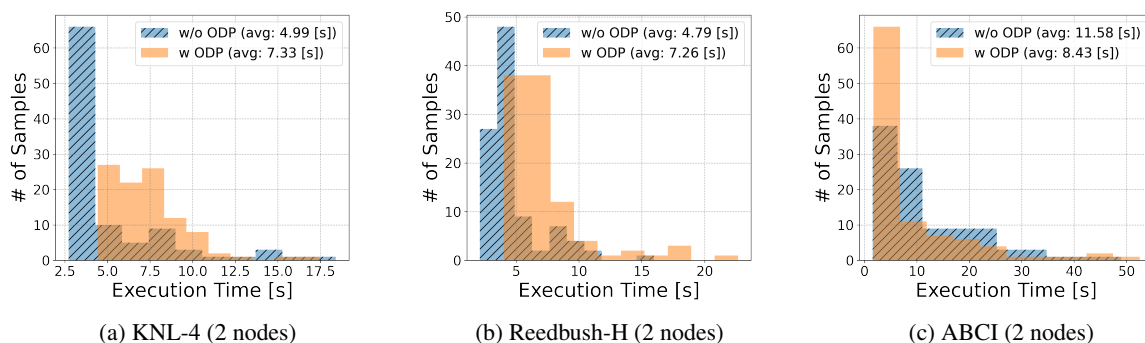 w/o ODP (avg: 4.99 [s])
w ODP (avg: 7.33 [s])
# of Samples
60
50
40
30
20
10
0
2.5 5.0 7.5 10.0 12.5 15.0 17.5
Execution Time [s]
(a) KNL-4 (2 nodes)
w/o ODP (avg: 4.79 [s])
w ODP (avg: 7.26 [s])
# of Samples
50
40
30
20
10
0
5 10 15 20
Execution Time [s]
(b) Reedbush-H (2 nodes)
w/o ODP (avg: 11.58 [s])
w ODP (avg: 8.43 [s])
# of Samples
60
50
40
30
20
10
0
0 10 20 30 40 50
Execution Time [s]
(c) ABCI (2 nodes)